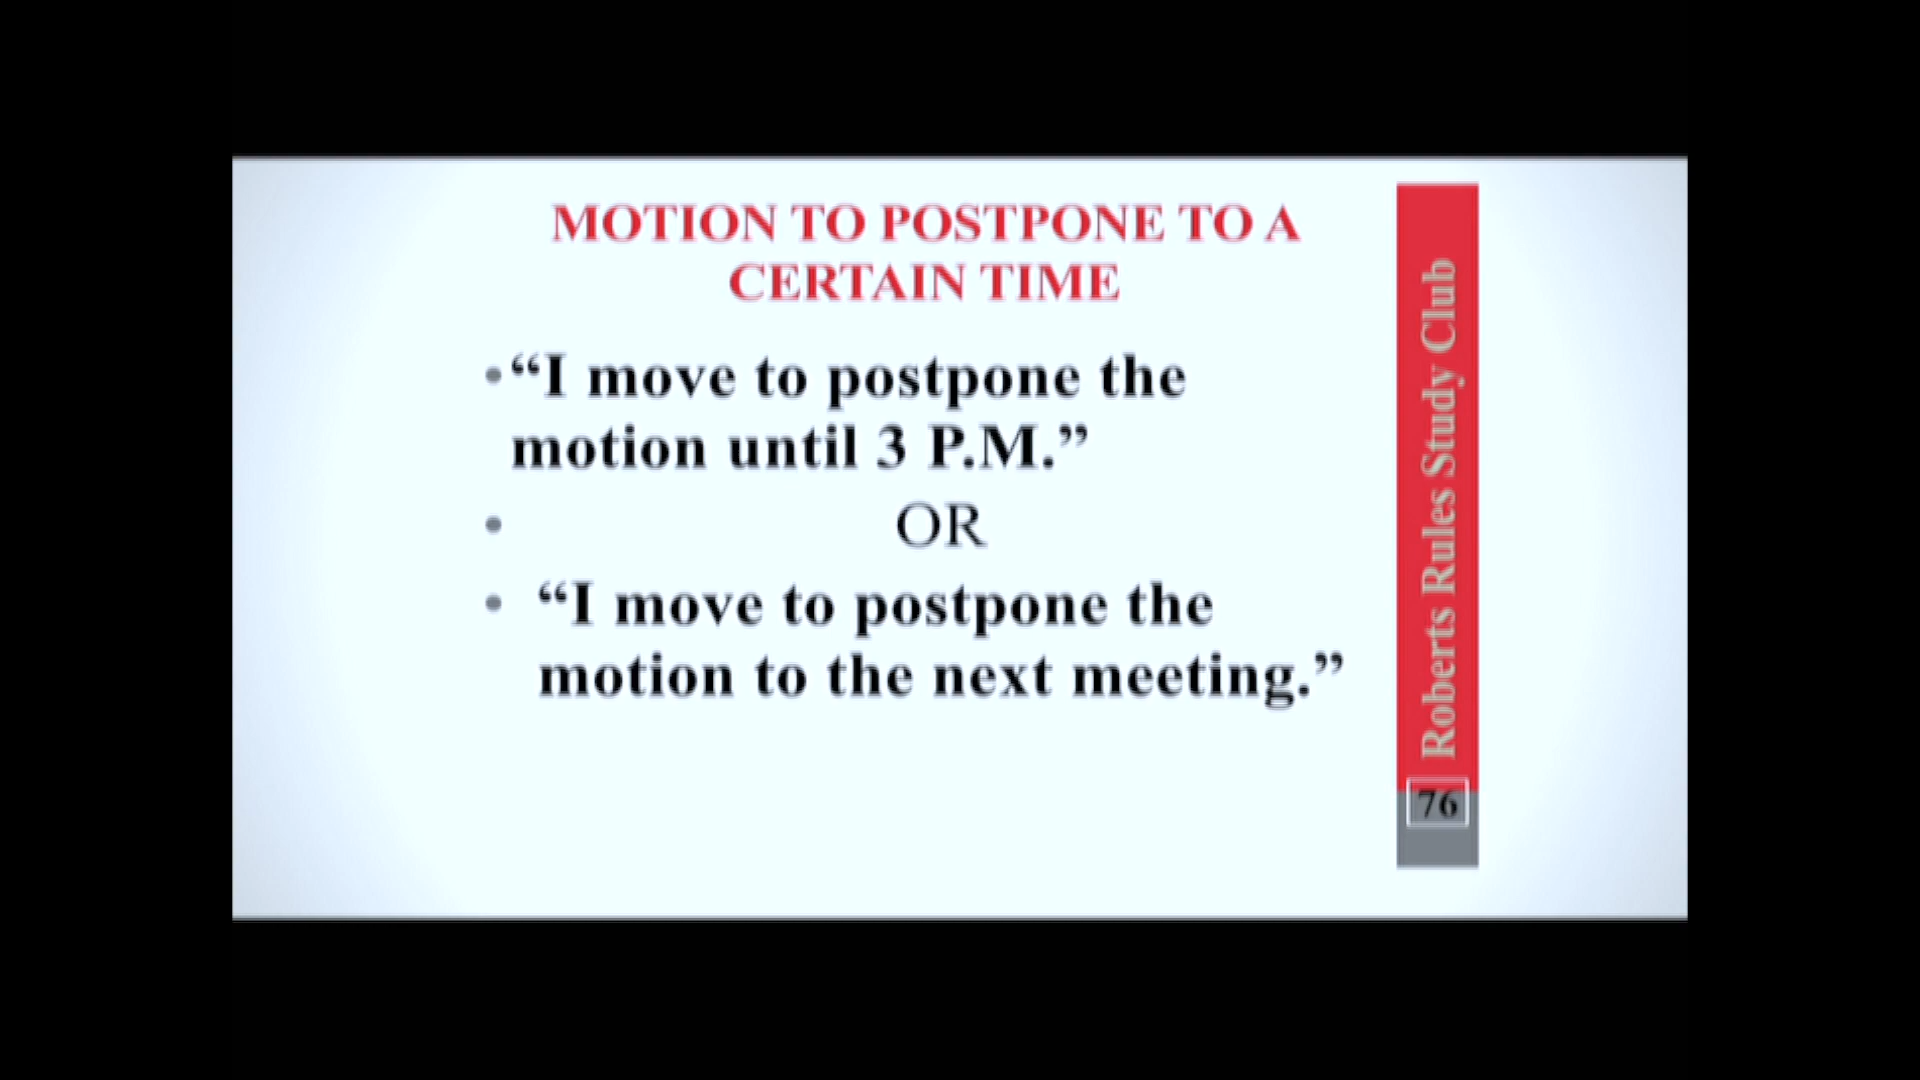 MOTION TO POSTPONE TO A
CERTAIN TIME
•“I move to postpone the
motion until 3 P.M.”
• OR
• “I move to postpone the
motion to the next meeting.”
Roberts Rules Study Club
76